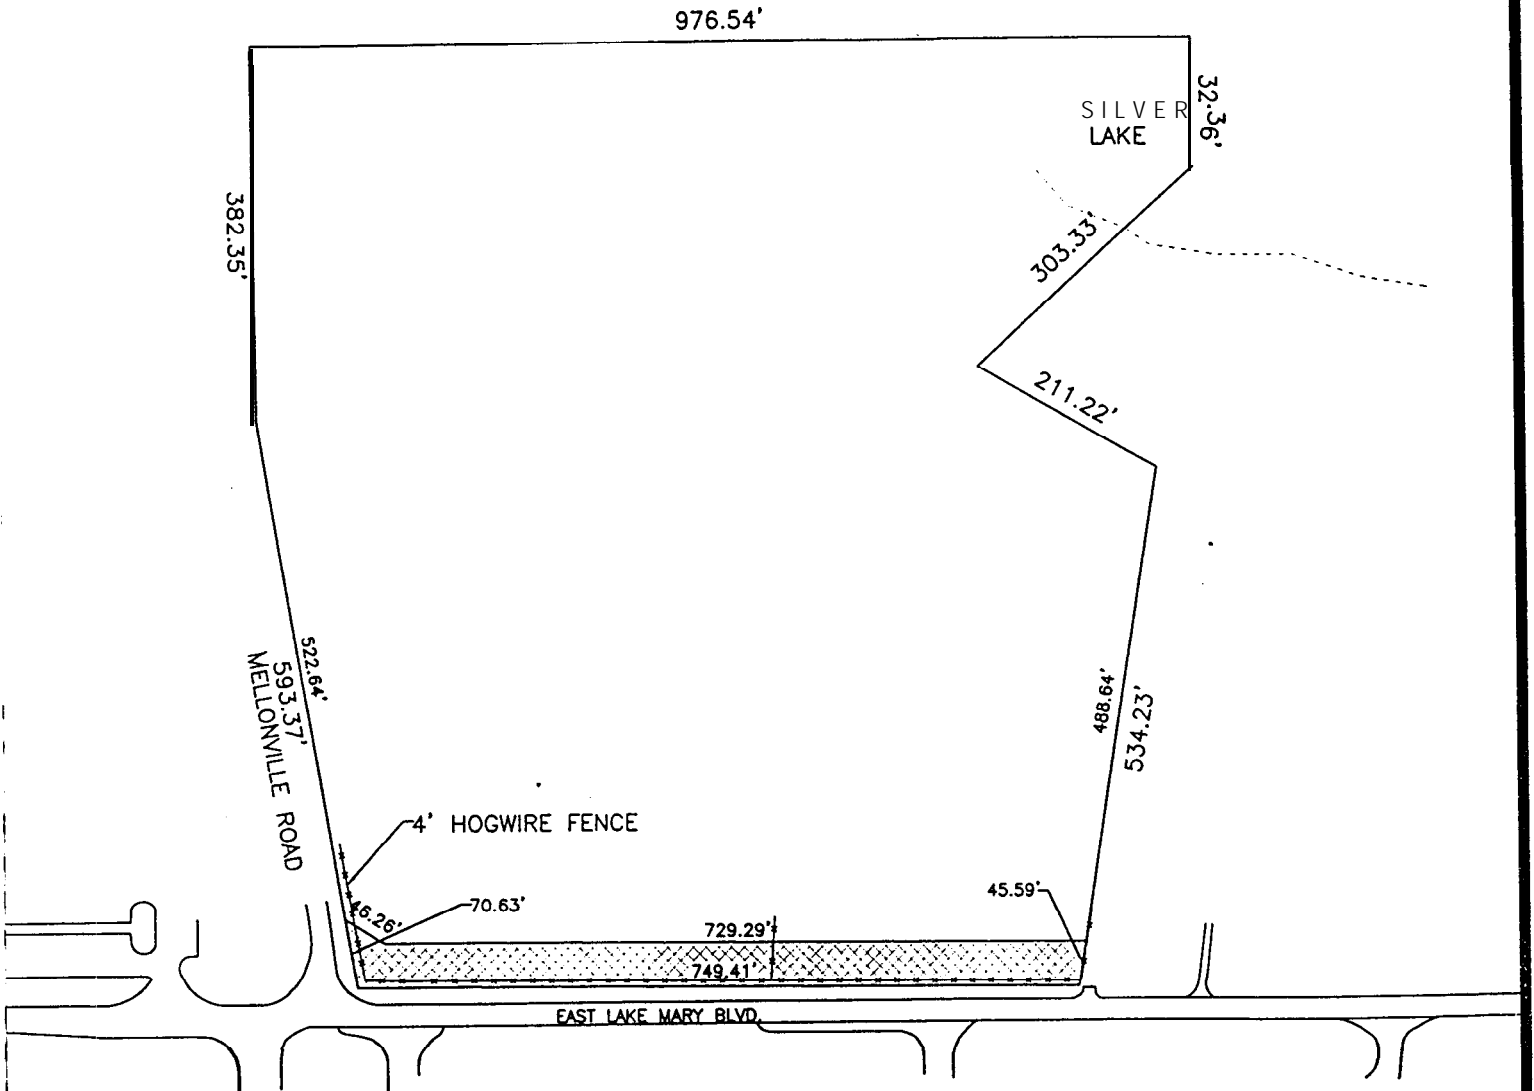 976.54'
32.36'
SILVER
LAKE
382.35'
303.33'
211.22'
522.64'
593.37'
MELLONVILLE ROAD
488.64'
534.23'
4' HOGWIRE FENCE
46.26'
70.63'
45.59'
729.29'
749.41'
EAST LAKE MARY BLVD.